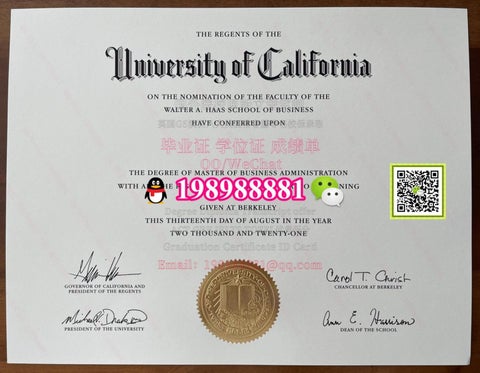 THE REGENTS OF THE
University of California
ON THE NOMINATION OF THE FACULTY OF THE
WALTER A. HAAS SCHOOL OF BUSINESS
HAVE CONFERRED UPON
毕业证 学位证 成绩单
QQ/WeChat
THE DEGREE OF MASTER OF BUSINESS ADMINISTRATION
WITH
198988881
GIVEN AT BERKELEY
THIS THIRTEENTH DAY OF AUGUST IN THE YEAR
TWO THOUSAND AND TWENTY-ONE
Graduation Certificate ID Card
Email:
@qq.com
GOVERNOR OF CALIFORNIA AND
PRESIDENT OF THE REGENTS
Carol T. Christ
CHANCELLOR AT BERKELEY
PRESIDENT OF THE UNIVERSITY
Ann E. Harrison
DEAN OF THE SCHOOL